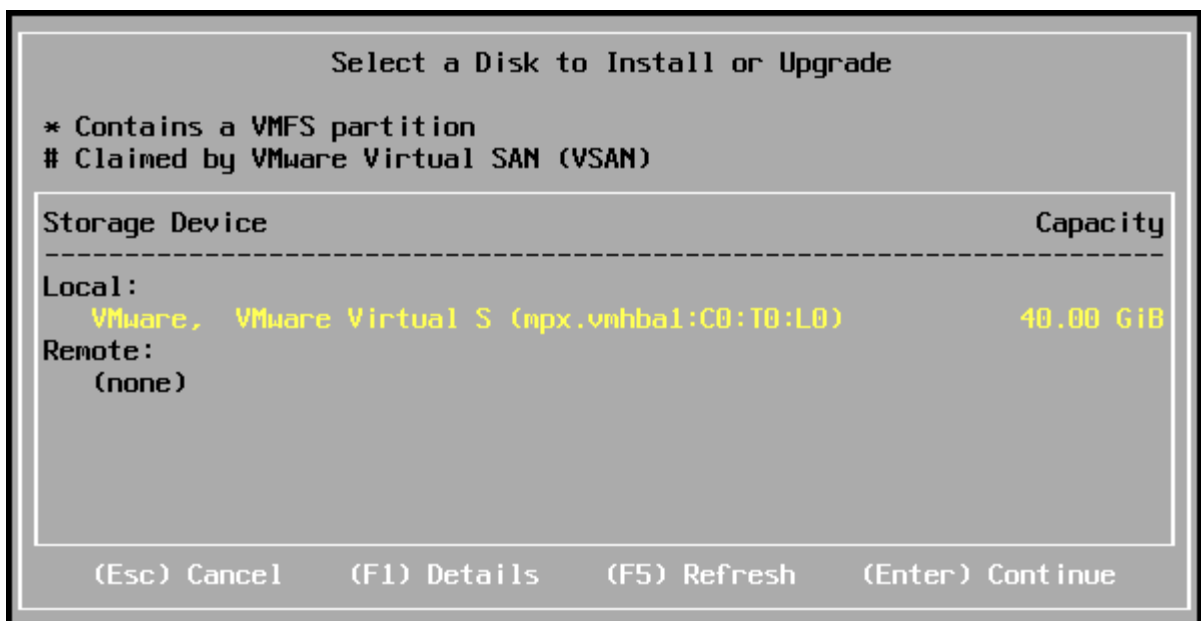 Select a Disk to Install or Upgrade
* Contains a VMFS partition
# Claimed by VMware Virtual SAN (VSAN)
Storage Device Capacity
--------------------------------------------------------------------
Local:
VMware,  VMware Virtual S (mpx.vmhba1:C0:T0:L0) 40.00 GiB
Remote:
(none)
(Esc) Cancel (F1) Details (F5) Refresh (Enter) Continue